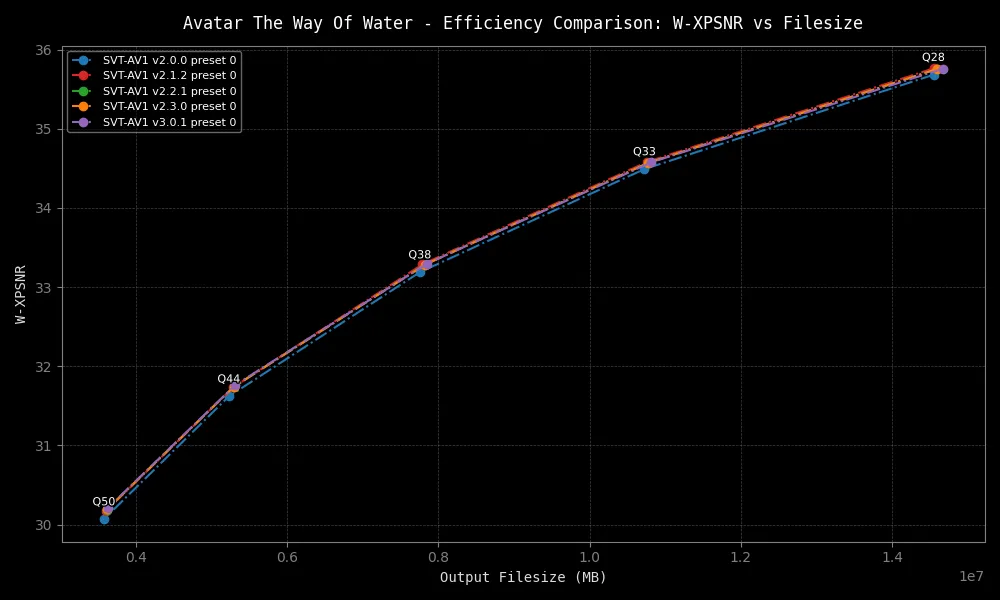 Avatar The Way Of Water - Efficiency Comparison: W-XPSNR vs Filesize
36
35
34
33
32
31
30
W-XPSNR
SVT-AV1 v2.0.0 preset 0
SVT-AV1 v2.1.2 preset 0
SVT-AV1 v2.2.1 preset 0
SVT-AV1 v2.3.0 preset 0
SVT-AV1 v3.0.1 preset 0
Q28
Q33
Q38
Q44
Q50
0.4 0.6 0.8 1.0 1.2 1.4
1e7
Output Filesize (MB)